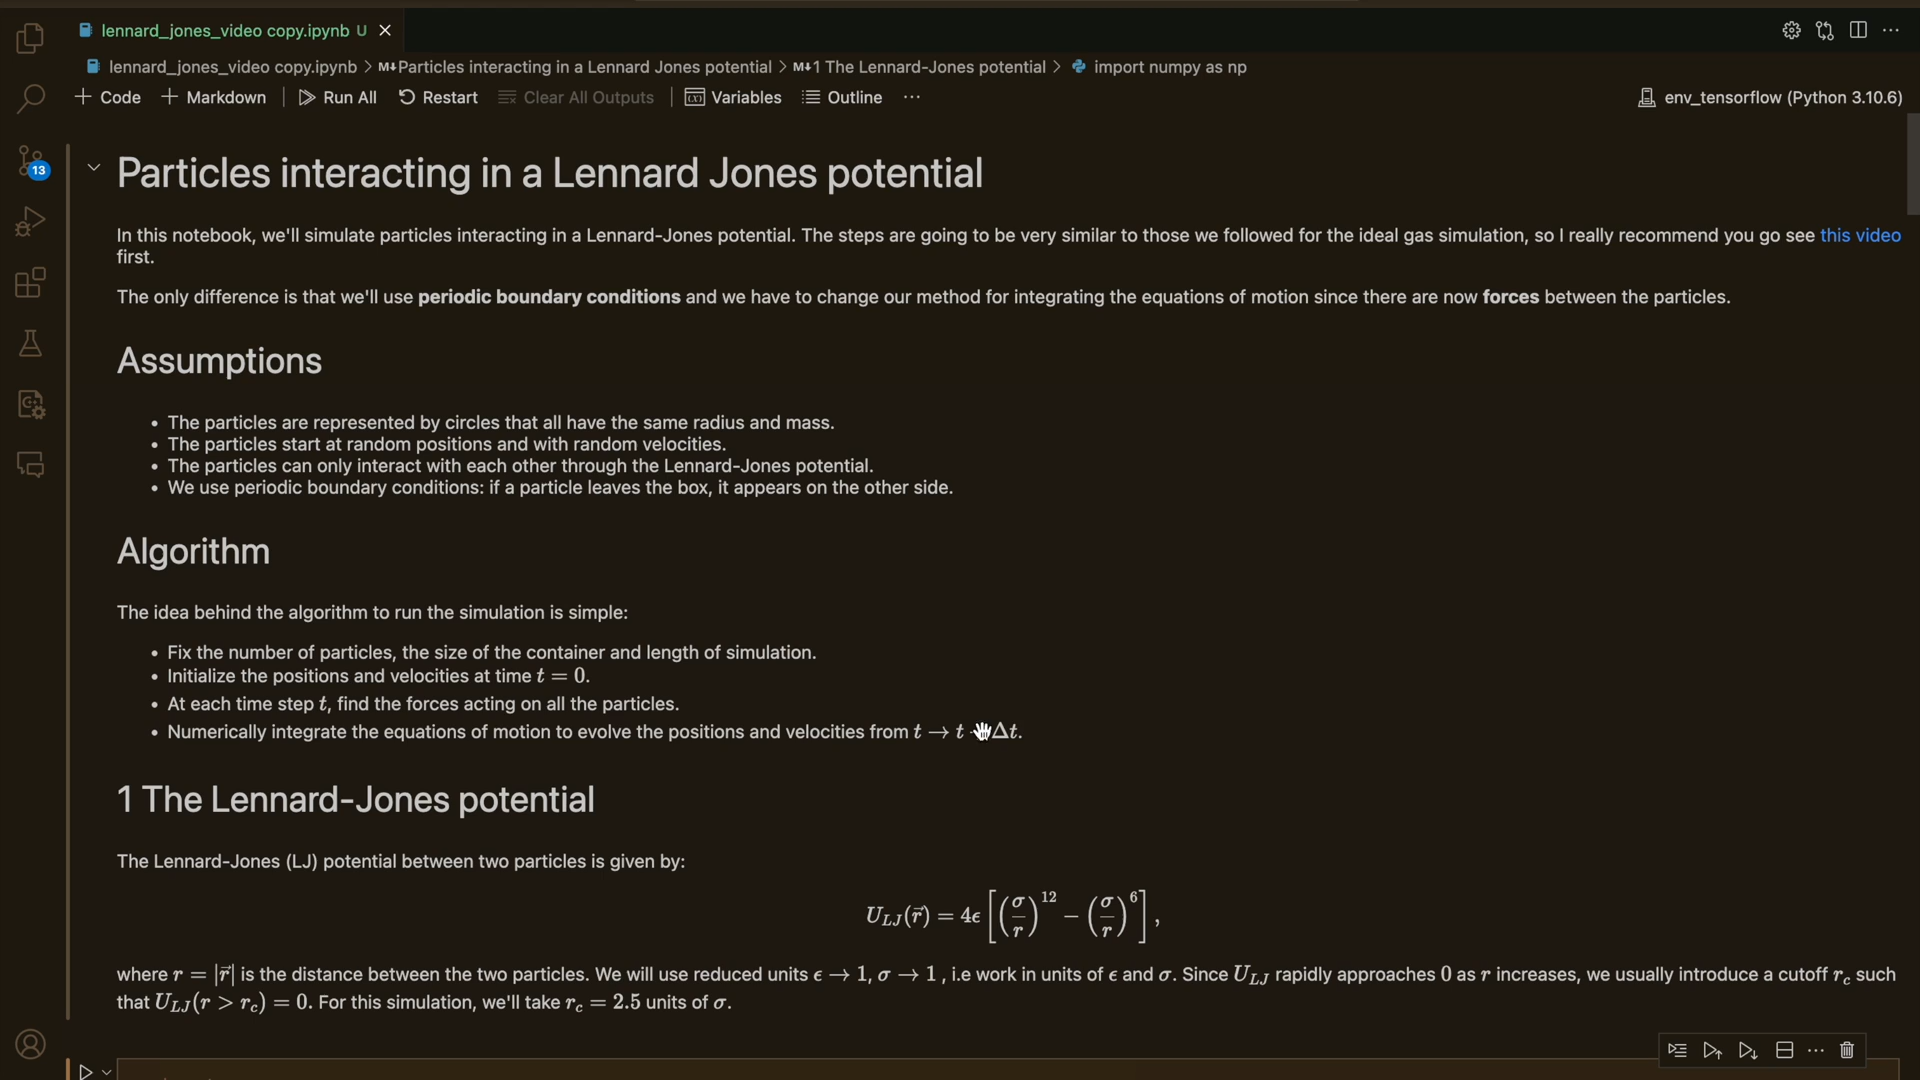 lennard_jones_video copy.ipynb U
lennard_jones_video copy.ipynb > M↓Particles interacting in a Lennard Jones potential > M↓1 The Lennard-Jones potential > import numpy as np
+ Code + Markdown Run All Restart Clear All Outputs Variables Outline ··· env_tensorflow (Python 3.10.6)
13
Particles interacting in a Lennard Jones potential
In this notebook, we'll simulate particles interacting in a Lennard-Jones potential. The steps are going to be very similar to those we followed for the ideal gas simulation, so I really recommend you go see this video
first.
The only difference is that we'll use periodic boundary conditions and we have to change our method for integrating the equations of motion since there are now forces between the particles.
Assumptions
• The particles are represented by circles that all have the same radius and mass.
• The particles start at random positions and with random velocities.
• The particles can only interact with each other through the Lennard-Jones potential.
• We use periodic boundary conditions: if a particle leaves the box, it appears on the other side.
Algorithm
The idea behind the algorithm to run the simulation is simple:
• Fix the number of particles, the size of the container and length of simulation.
• Initialize the positions and velocities at time t = 0.
• At each time step t, find the forces acting on all the particles.
• Numerically integrate the equations of motion to evolve the positions and velocities from t → t Δt.
1 The Lennard-Jones potential
The Lennard-Jones (LJ) potential between two particles is given by:
U_{LJ}(\vec{r}) = 4ϵ [(σ/r)^{12} − (σ/r)^6],
where r = |\vec{r}| is the distance between the two particles. We will use reduced units ϵ → 1, σ → 1, i.e work in units of ϵ and σ. Since U_{LJ} rapidly approaches 0 as r increases, we usually introduce a cutoff r_c such
that U_{LJ}(r > r_c) = 0. For this simulation, we'll take r_c = 2.5 units of σ.